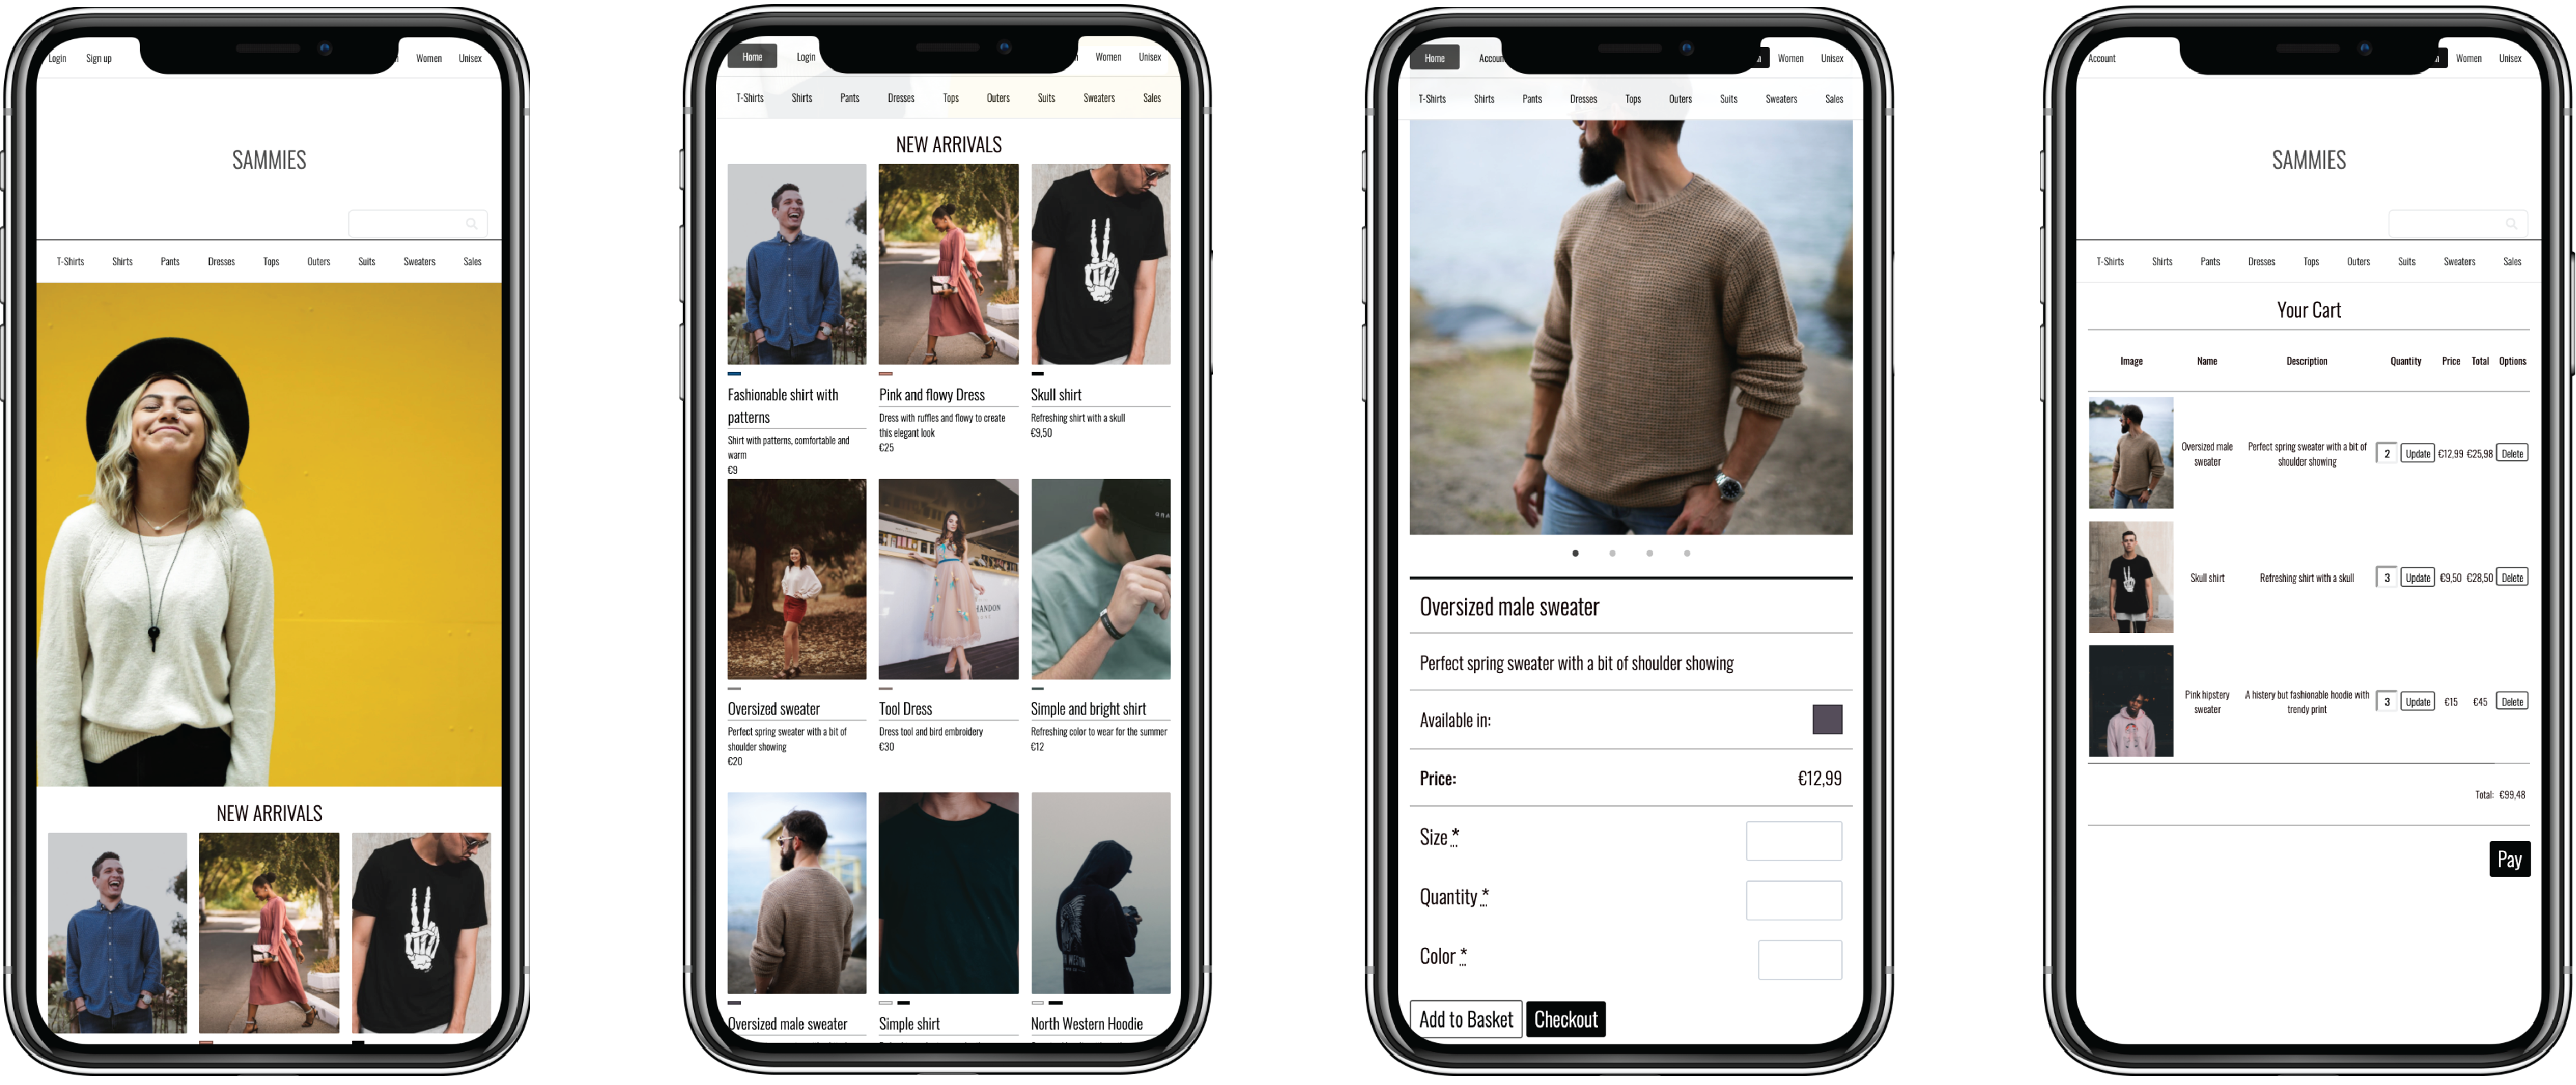 Login Sign up Women Unisex
SAMMIES
T-Shirts Shirts Pants Dresses Tops Outers Suits Sweaters Sales
NEW ARRIVALS
Home Login Women Unisex
T-Shirts Shirts Pants Dresses Tops Outers Suits Sweaters Sales
NEW ARRIVALS
Fashionable shirt with
patterns
Shirt with patterns, comfortable and
warm
€9
Pink and flowy Dress
Dress with ruffles and flowy to create
this elegant look
€25
Skull shirt
Refreshing shirt with a skull
€9,50
HANDON
Oversized sweater
Perfect spring sweater with a bit of
shoulder showing
€20
Tool Dress
Dress tool and bird embroidery
€30
Simple and bright shirt
Refreshing color to wear for the summer
€12
Oversized male sweater
Simple shirt
North Western Hoodie
Home Accoun Women Unisex
T-Shirts Shirts Pants Dresses Tops Outers Suits Sweaters Sales
Oversized male sweater
Perfect spring sweater with a bit of shoulder showing
Available in:
Price: €12,99
Size *
Quantity *
Color *
Add to Basket Checkout
Account Women Unisex
SAMMIES
T-Shirts Shirts Pants Dresses Tops Outers Suits Sweaters Sales
Your Cart
Image Name Description Quantity Price Total Options
Oversized male
sweater
Perfect spring sweater with a bit of
shoulder showing
2 Update €12,99 €25,98 Delete
Skull shirt
Refreshing shirt with a skull
3 Update €9,50 €28,50 Delete
Pink hipstery
sweater
A histery but fashionable hoodie with
trendy print
3 Update €15 €45 Delete
Total: €99,48
Pay